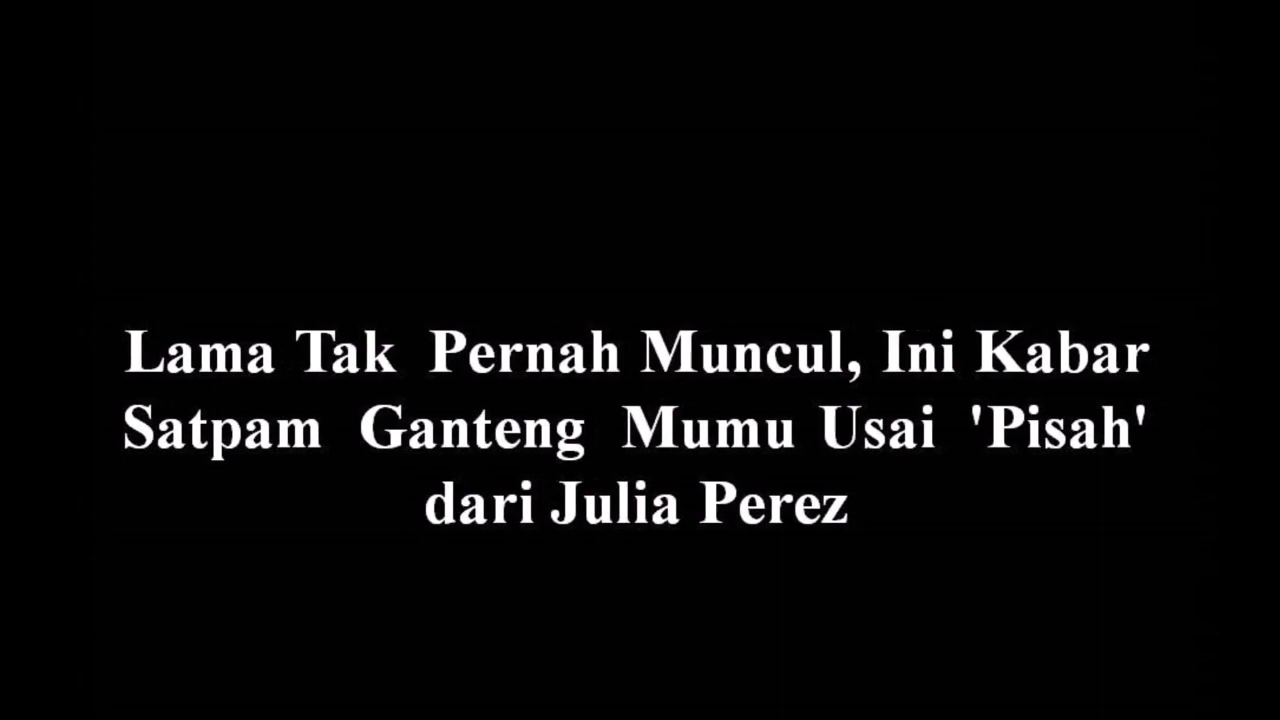 Lama Tak Pernah Muncul, Ini Kabar
Satpam Ganteng Mumu Usai 'Pisah'
dari Julia Perez